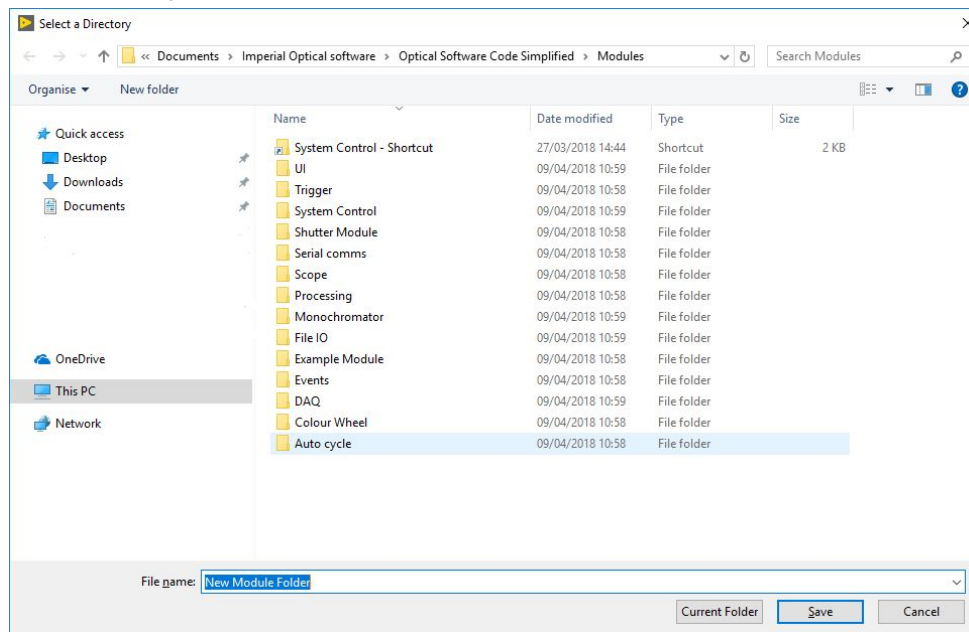 Select a Directory
« Documents > Imperial Optical software > Optical Software Code Simplified > Modules
Search Modules
Organise
New folder
Name Date modified Type Size
Quick access
Desktop
Downloads
Documents
OneDrive
This PC
Network
System Control - Shortcut 27/03/2018 14:44 Shortcut 2 KB
UI 09/04/2018 10:59 File folder
Trigger 09/04/2018 10:58 File folder
System Control 09/04/2018 10:59 File folder
Shutter Module 09/04/2018 10:58 File folder
Serial comms 09/04/2018 10:58 File folder
Scope 09/04/2018 10:58 File folder
Processing 09/04/2018 10:58 File folder
Monochromator 09/04/2018 10:59 File folder
File IO 09/04/2018 10:59 File folder
Example Module 09/04/2018 10:58 File folder
Events 09/04/2018 10:58 File folder
DAQ 09/04/2018 10:59 File folder
Colour Wheel 09/04/2018 10:58 File folder
Auto cycle 09/04/2018 10:58 File folder
File name: New Module Folder
Current Folder
Save
Cancel